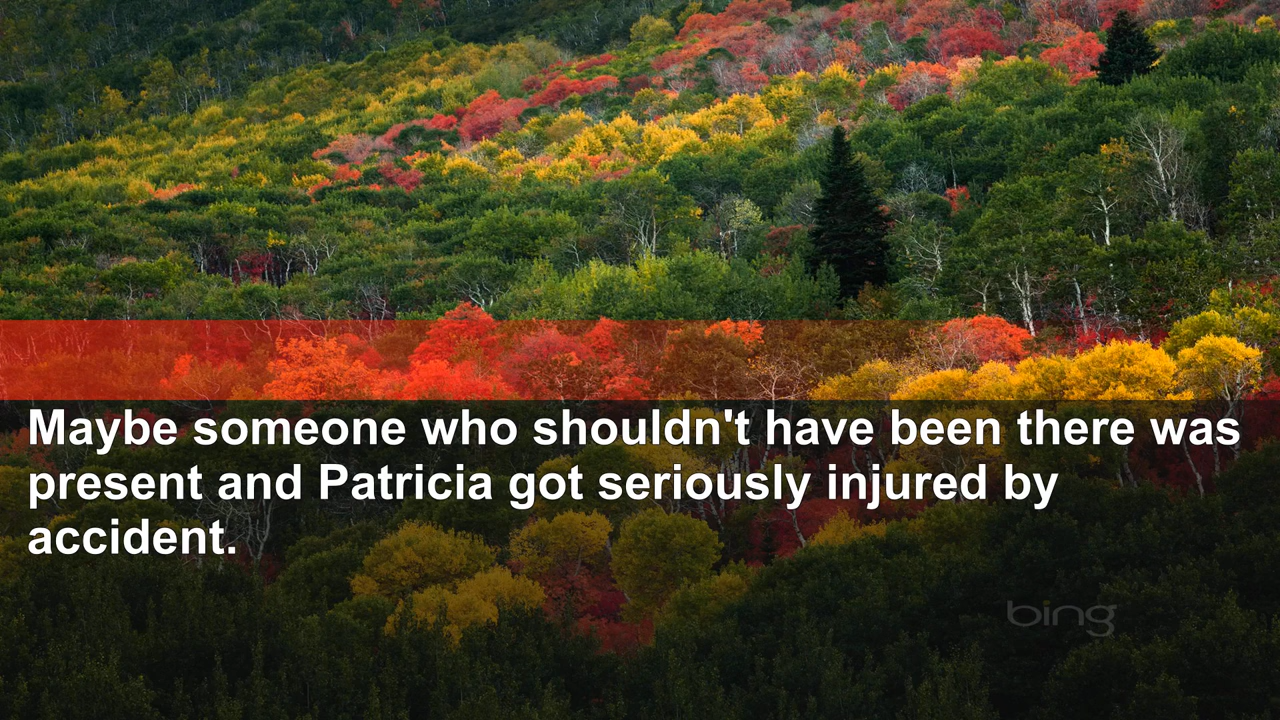 Maybe someone who shouldn't have been there was
present and Patricia got seriously injured by
accident.
bing